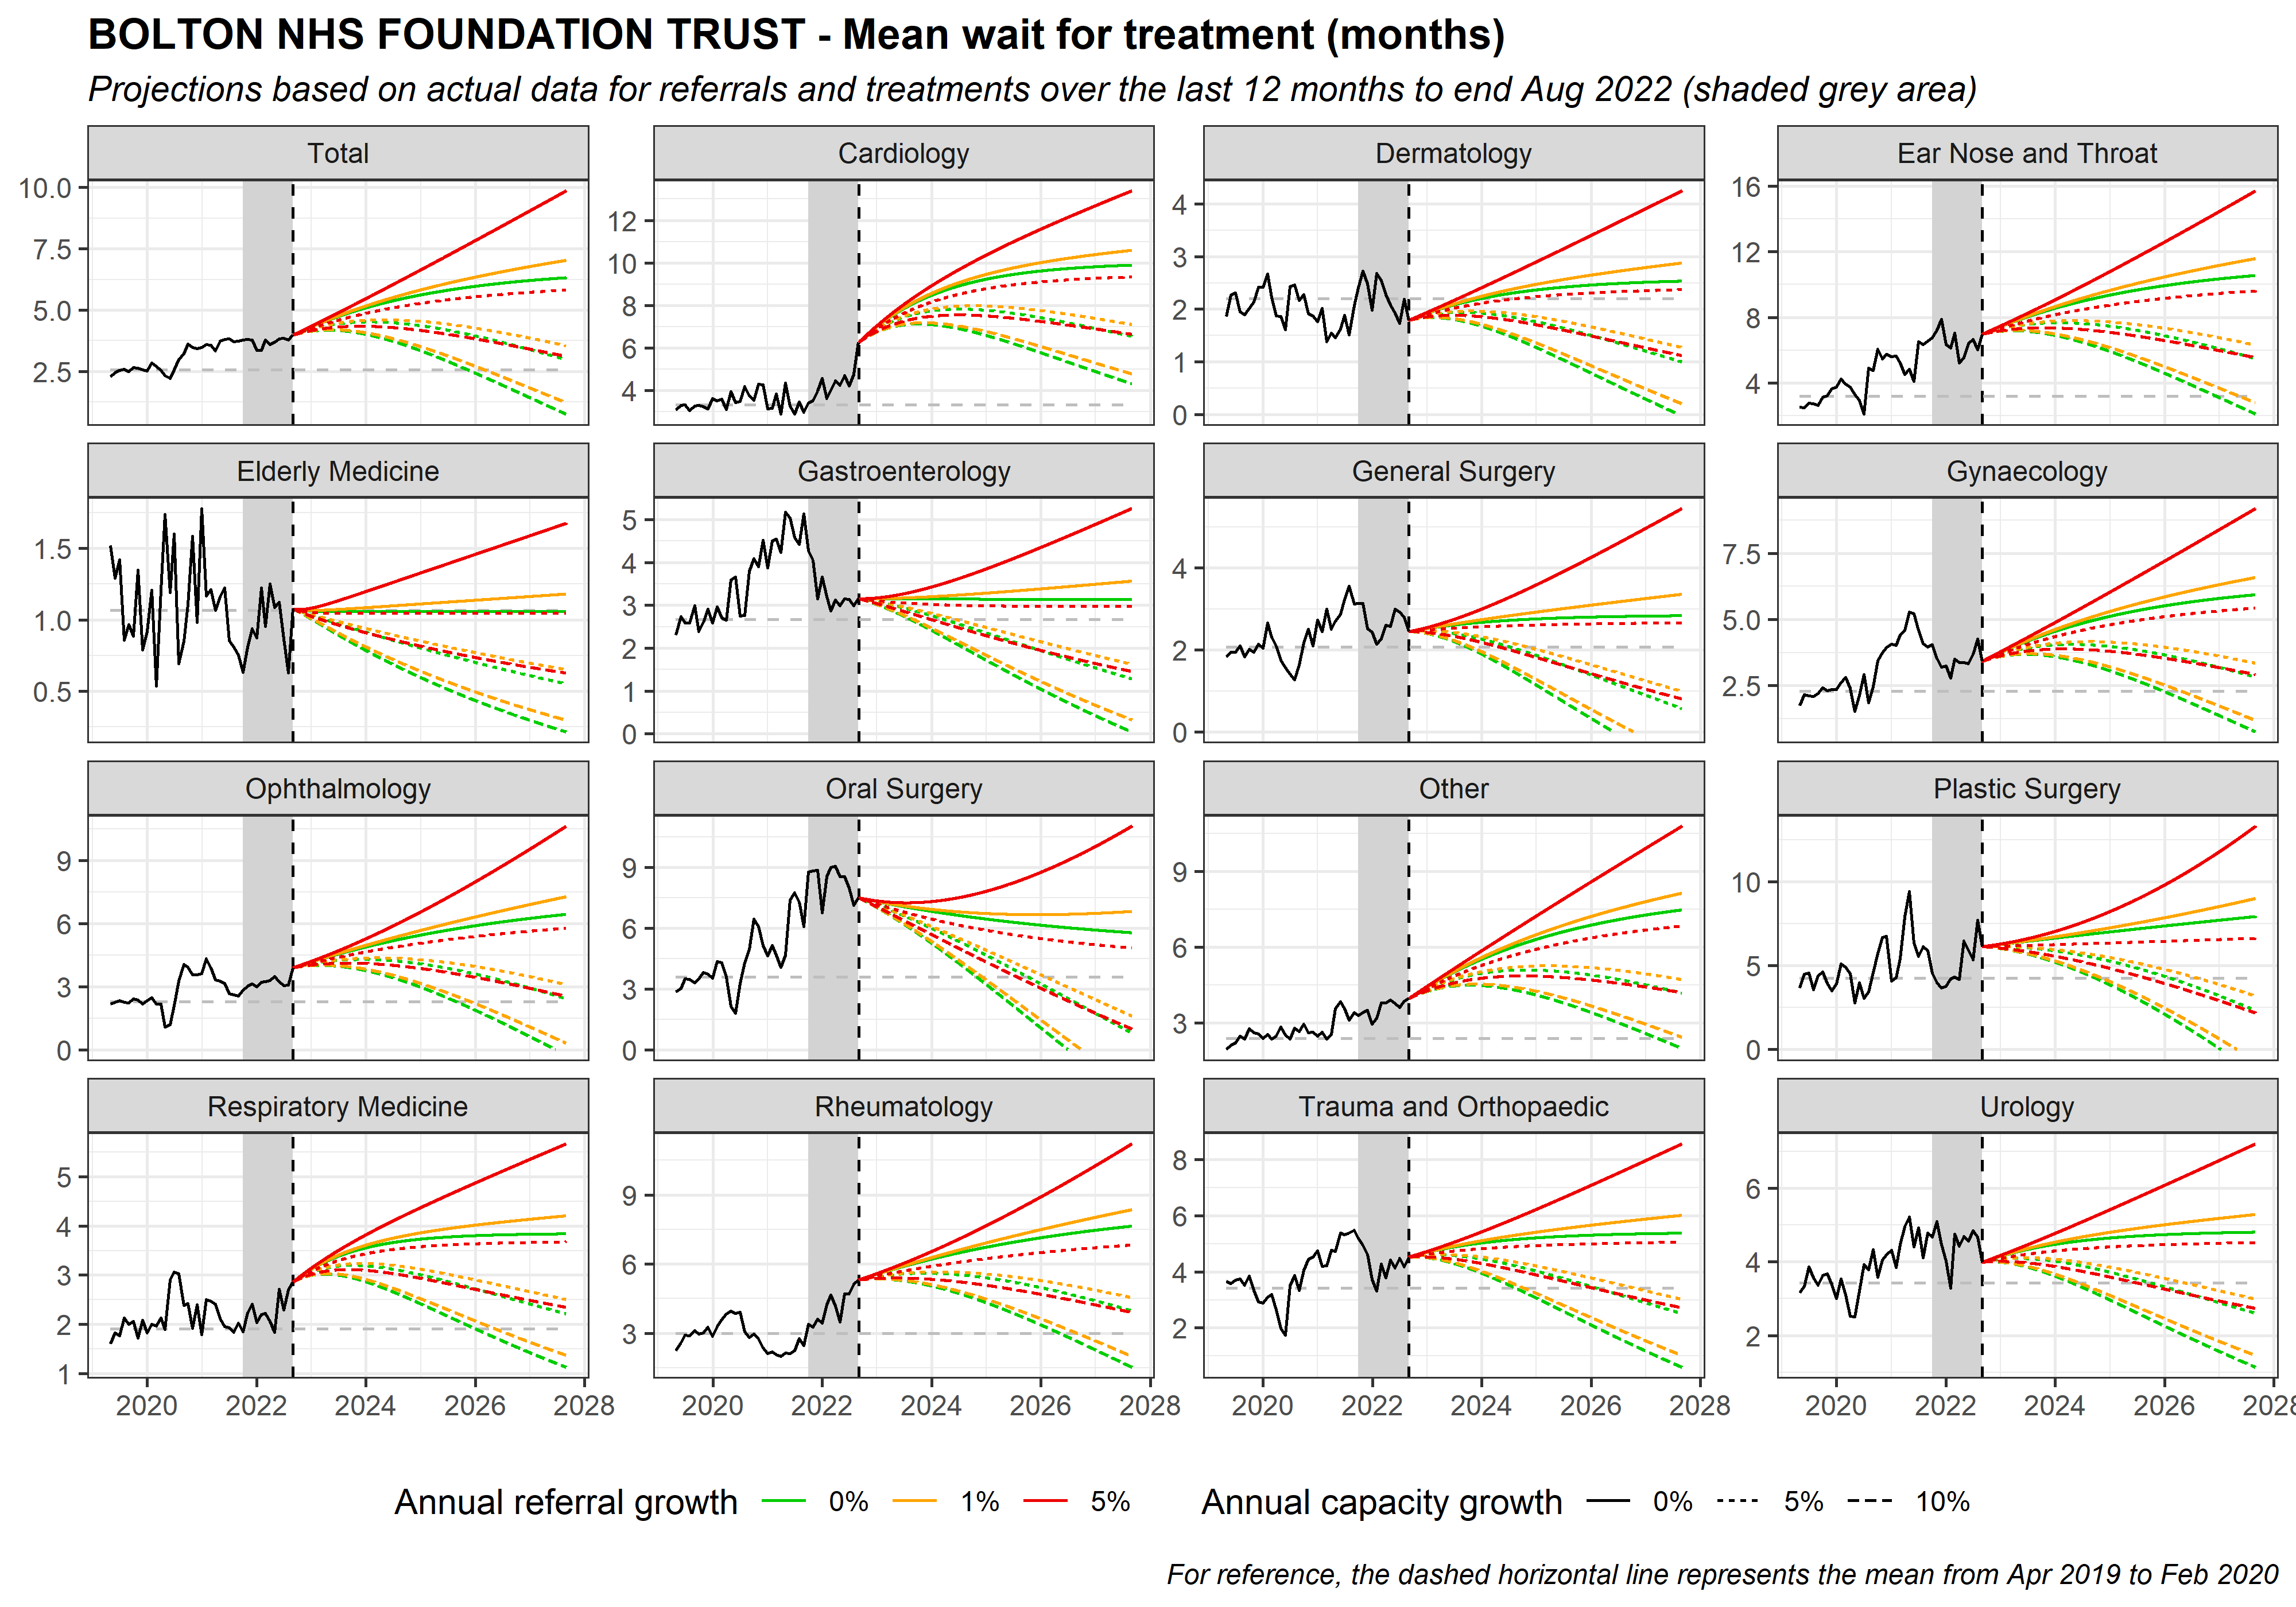 BOLTON NHS FOUNDATION TRUST - Mean wait for treatment (months)
Projections based on actual data for referrals and treatments over the last 12 months to end Aug 2022 (shaded grey area)
Total
Cardiology
Dermatology
Ear Nose and Throat
10.0
7.5
5.0
2.5
12
10
8
6
4
4
3
2
1
0
16
12
8
4
Elderly Medicine
Gastroenterology
General Surgery
Gynaecology
1.5
1.0
0.5
5
4
3
2
1
0
4
2
0
7.5
5.0
2.5
Ophthalmology
Oral Surgery
Other
Plastic Surgery
9
6
3
0
9
6
3
0
9
6
3
10
5
0
Respiratory Medicine
Rheumatology
Trauma and Orthopaedic
Urology
5
4
3
2
1
9
6
3
8
6
4
2
6
4
2
2020 2022 2024 2026 2028
2020 2022 2024 2026 2028
2020 2022 2024 2026 2028
2020 2022 2024 2026 2028
Annual referral growth 0% 1% 5%
Annual capacity growth 0% 5% 10%
For reference, the dashed horizontal line represents the mean from Apr 2019 to Feb 2020